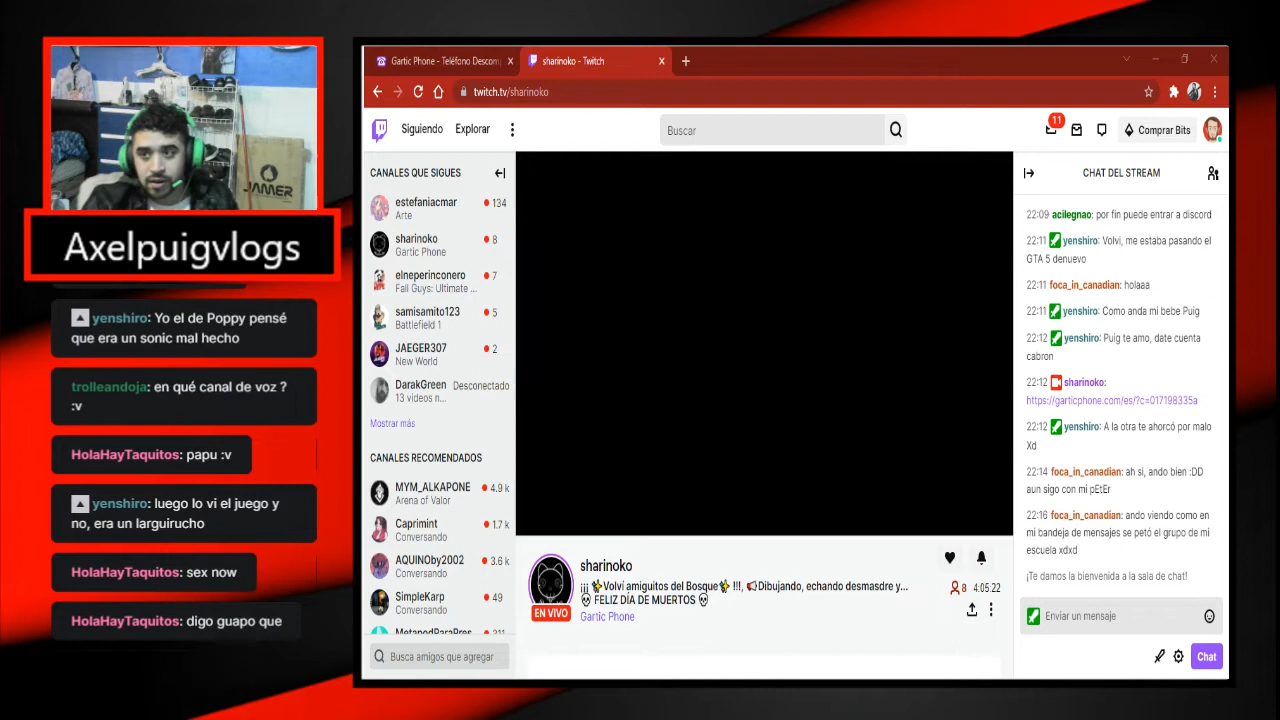 JAMER
Axelpuigvlogs
yenshiro: Yo el de Poppy pensé
que era un sonic mal hecho
trolleandoja: en qué canal de voz ?
:v
HolaHayTaquitos: papu :v
yenshiro: luego lo vi el juego y
no, era un larguirucho
HolaHayTaquitos: sex now
HolaHayTaquitos: digo guapo que
Gartic Phone - Teléfono Descom
sharinoko - Twitch
twitch.tv/sharinoko
Siguiendo
Explorar
Buscar
11
Comprar Bits
CANALES QUE SIGUES
estefaniacmar 134
Arte
sharinoko 8
Gartic Phone
elneperinconero 7
Fall Guys: Ultimate ...
samisamito123 5
Battlefield 1
JAEGER307 2
New World
DarakGreen Desconectado
13 videos n...
Mostrar más
CANALES RECOMENDADOS
MYM_ALKAPONE 4.9 k
Arena of Valor
Caprimint 1.7 k
Conversando
AQUINOby2002 3.6 k
Conversando
SimpleKarp 49
Conversando
MetapodParaPres 311
Busca amigos que agregar
sharinoko
¡¡¡ ✨Volví amiguitos del Bosque✨ !!!, 📢Dibujando, echando desmasdre y...
💀 FELIZ DÍA DE MUERTOS 💀
Gartic Phone
EN VIVO
8 4:05:22
CHAT DEL STREAM
22:09 acilegnao: por fin puede entrar a discord
22:11 yenshiro: Volvi, me estaba pasando el
GTA 5 denuevo
22:11 foca_in_canadian: holaaa
22:11 yenshiro: Como anda mi bebe Puig
22:12 yenshiro: Puig te amo, date cuenta
cabron
22:12 sharinoko:
https://garticphone.com/es/?c=017198335a
22:12 yenshiro: A la otra te ahorcó por malo
Xd
22:14 foca_in_canadian: ah si, ando bien :DD
aun sigo con mi pEtEr
22:16 foca_in_canadian: ando viendo como en
mi bandeja de mensajes se petó el grupo de mi
escuela xdxd
¡Te damos la bienvenida a la sala de chat!
Enviar un mensaje
Chat